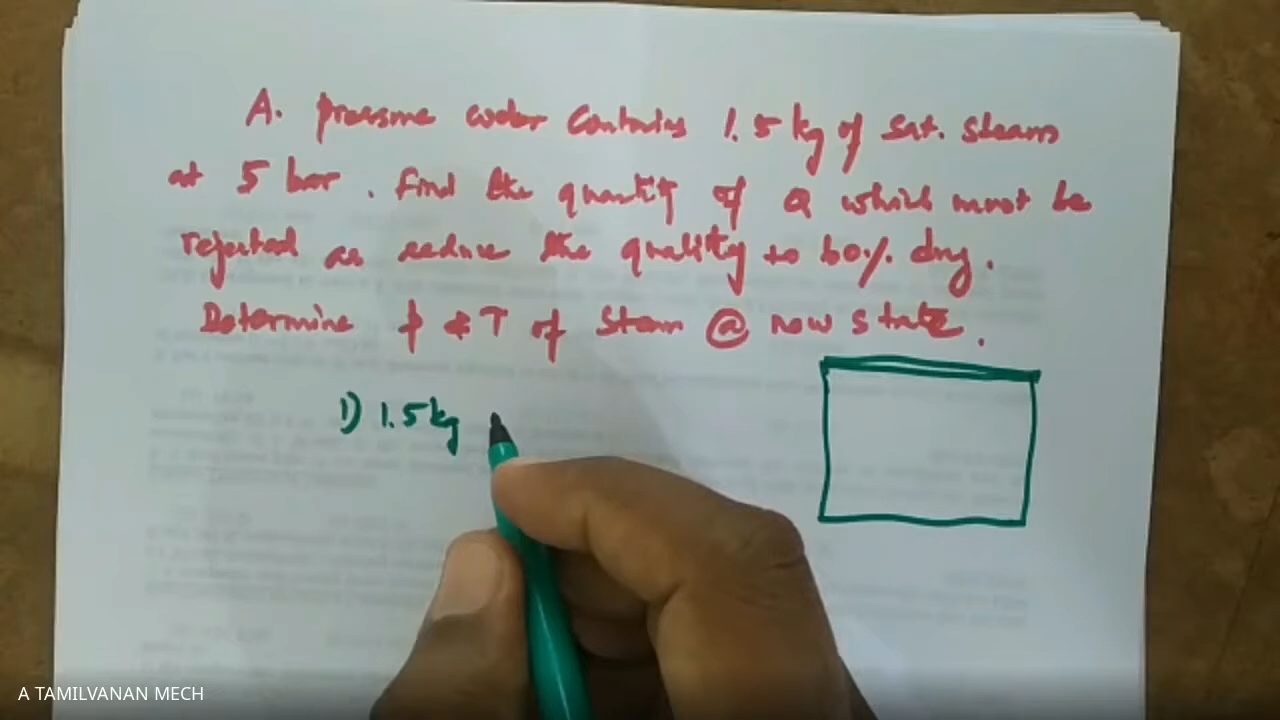 A. pressure cooker contains 1.5 kg of sat. steam
at 5 bar. Find the quantity of Q which must be
rejected as reduce the quality to 60% dry.
Determine p & T of steam @ new state.
1) 1.5 kg
A TAMILVANAN MECH